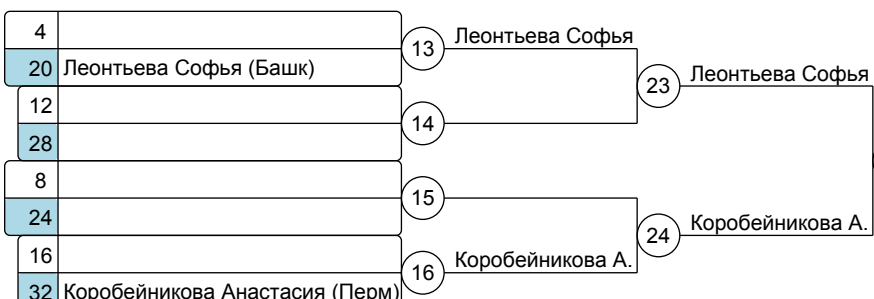 4
13 Леонтьева Софья
20 Леонтьева Софья (Башк)
23 Леонтьева Софья
12
14
28
8
15
24
24 Коробейникова А.
16
16 Коробейникова А.
32 Коробейникова Анастасия (Перм)